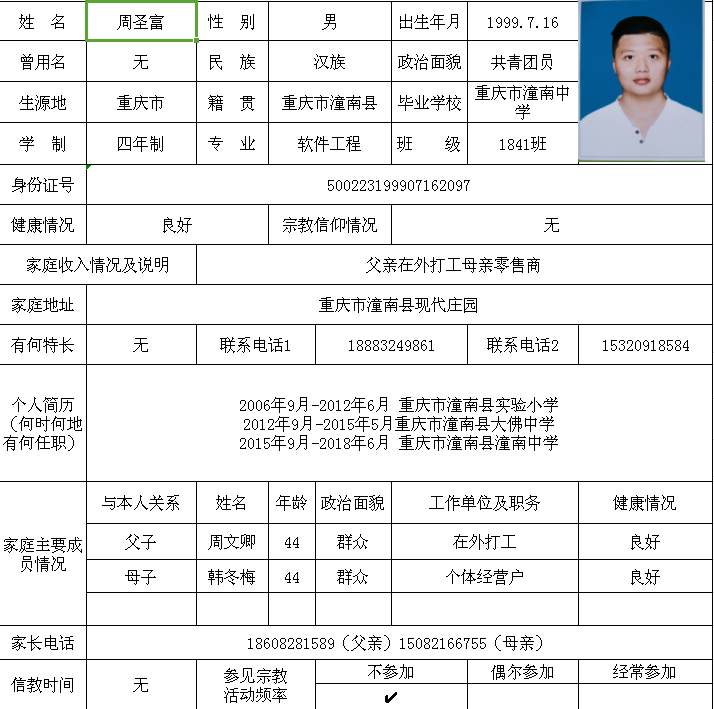 姓 名 周圣富 性 别 男 出生年月 1999.7.16
曾用名 无 民 族 汉族 政治面貌 共青团员
生源地 重庆市 籍 贯 重庆市潼南县 毕业学校 重庆市潼南中
学
学 制 四年制 专 业 软件工程 班 级 1841班
身份证号 500223199907162097
健康情况 良好 宗教信仰情况 无
家庭收入情况及说明 父亲在外打工母亲零售商
家庭地址 重庆市潼南县现代庄园
有何特长 无 联系电话1 18883249861 联系电话2 15320918584
个人简历
（何时何地
有何任职）
2006年9月-2012年6月 重庆市潼南县实验小学
2012年9月-2015年5月重庆市潼南县大佛中学
2015年9月-2018年6月 重庆市潼南县潼南中学
家庭主要成
员情况
与本人关系 姓名 年龄 政治面貌 工作单位及职务 健康情况
父子 周文卿 44 群众 在外打工 良好
母子 韩冬梅 44 群众 个体经营户 良好
家长电话 18608281589（父亲）15082166755（母亲）
信教时间 无 参见宗教
活动频率
不参加 偶尔参加 经常参加
✔